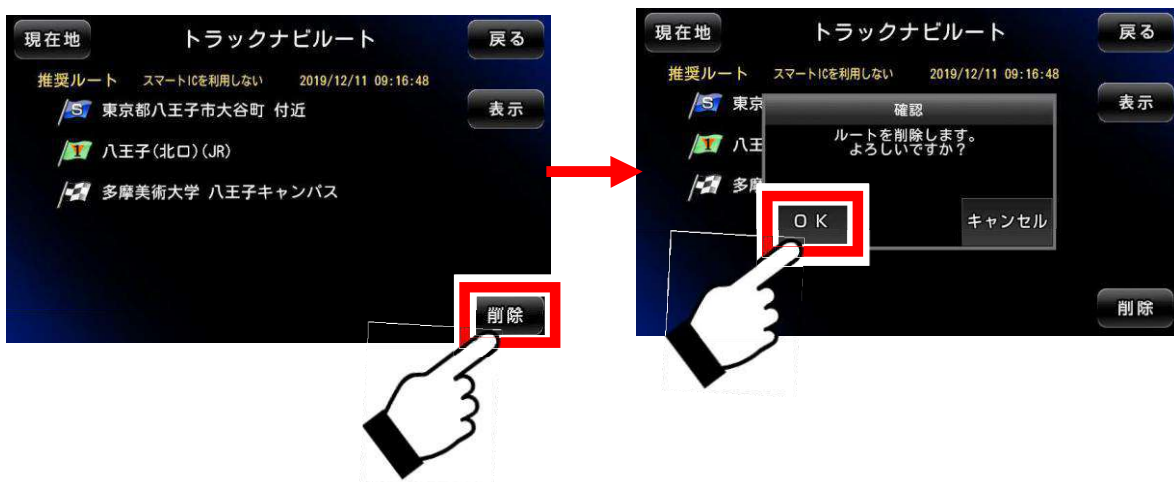 現在地 トラックナビルート 戻る
推奨ルート スマートICを利用しない 2019/12/11 09:16:48
S 東京都八王子市大谷町 付近 表示
1 八王子(北口)(JR)
多摩美術大学 八王子キャンパス
削除
現在地 トラックナビルート 戻る
推奨ルート スマートICを利用しない 2019/12/11 09:16:48
S 東京 表示
確認
1 八王
ルートを削除します。
よろしいですか?
多摩
OK キャンセル
削除